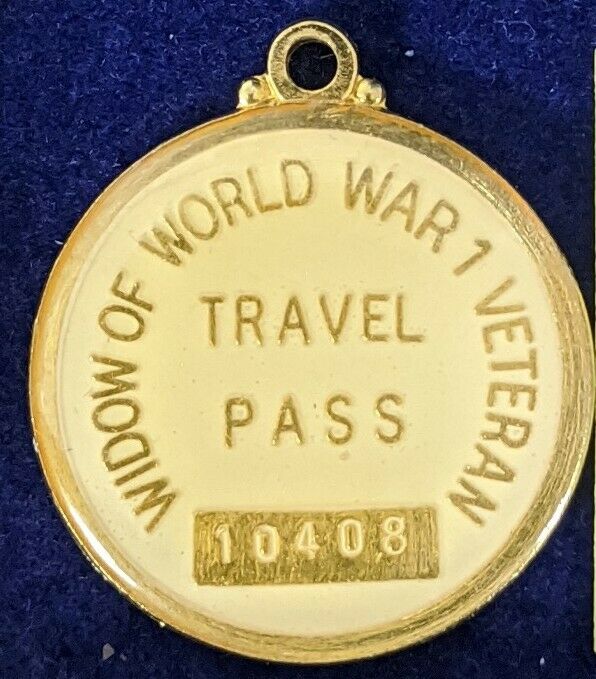 WIDOW OF WORLD WAR 1 VETERAN
TRAVEL
PASS
10408